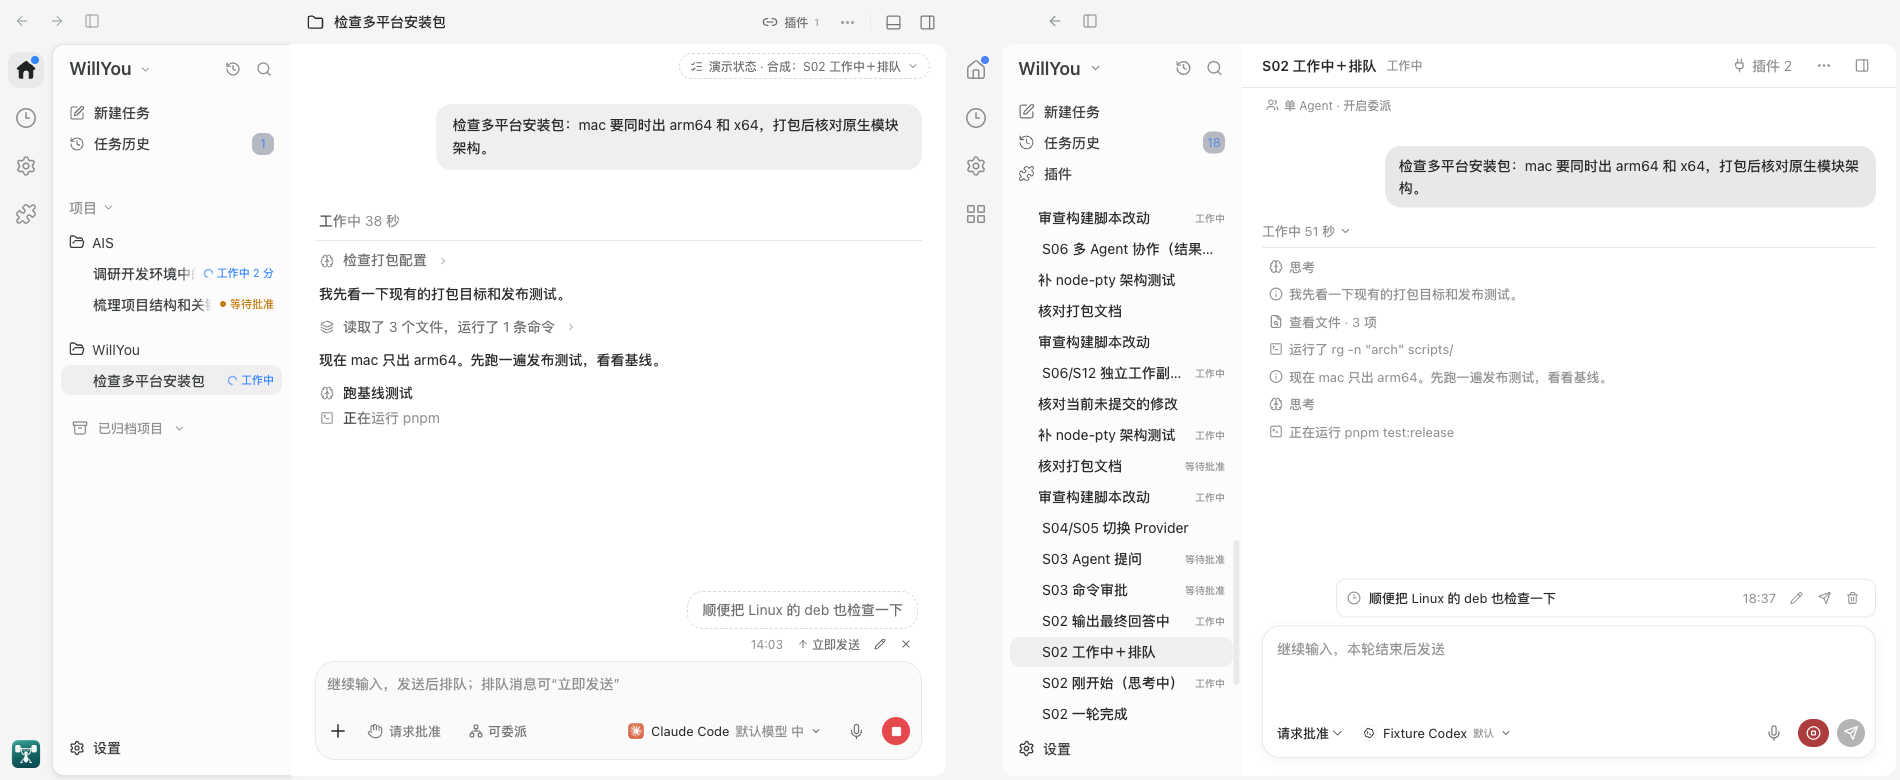 检查多平台安装包
插件 1
WillYou
新建任务
任务历史
1
项目
AIS
调研开发环境中
工作中 2 分
梳理项目结构和关
等待批准
WillYou
检查多平台安装包
工作中
已归档项目
设置
演示状态 · 合成：S02 工作中＋排队
检查多平台安装包：mac 要同时出 arm64 和 x64，打包后核对原生模块
架构。
工作中 38 秒
检查打包配置
我先看一下现有的打包目标和发布测试。
读取了 3 个文件，运行了 1 条命令
现在 mac 只出 arm64。先跑一遍发布测试，看看基线。
跑基线测试
正在运行 pnpm
顺便把 Linux 的 deb 也检查一下
14:03
立即发送
继续输入，发送后排队；排队消息可“立即发送”
请求批准
可委派
Claude Code 默认模型 中
WillYou
新建任务
任务历史
18
插件
审查构建脚本改动
工作中
S06 多 Agent 协作（结果...
补 node-pty 架构测试
核对打包文档
审查构建脚本改动
S06/S12 独立工作副...
工作中
核对当前未提交的修改
补 node-pty 架构测试
工作中
核对打包文档
等待批准
审查构建脚本改动
工作中
S04/S05 切换 Provider
S03 Agent 提问
等待批准
S03 命令审批
等待批准
S02 输出最终回答中
工作中
S02 工作中＋排队
S02 刚开始（思考中）
工作中
S02 一轮完成
设置
S02 工作中＋排队
工作中
插件 2
单 Agent · 开启委派
检查多平台安装包：mac 要同时出 arm64 和 x64，打包后核对原生模块架
构。
工作中 51 秒
思考
我先看一下现有的打包目标和发布测试。
查看文件 · 3 项
运行了 rg -n "arch" scripts/
现在 mac 只出 arm64。先跑一遍发布测试，看看基线。
思考
正在运行 pnpm test:release
顺便把 Linux 的 deb 也检查一下
18:37
继续输入，本轮结束后发送
请求批准
Fixture Codex 默认